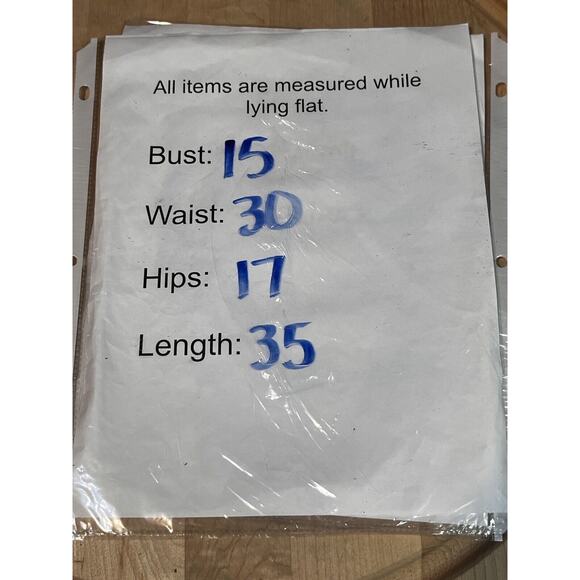 All items are measured while
lying flat.
Bust: 15
Waist: 30
Hips: 17
Length: 35